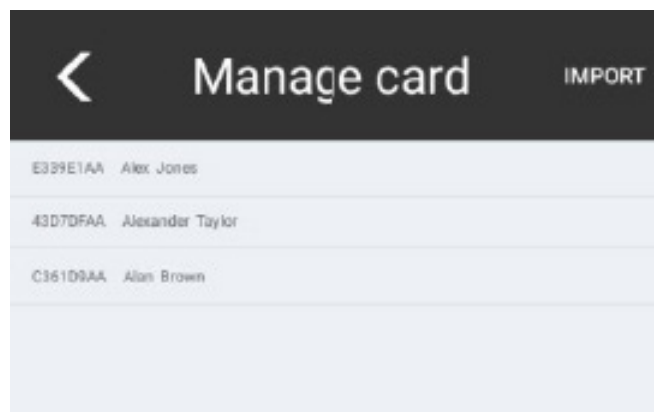 Manage card IMPORT
E339E1AA Alex Jones
43D7DFAA Alexander Taylor
C361D9AA Alan Brown